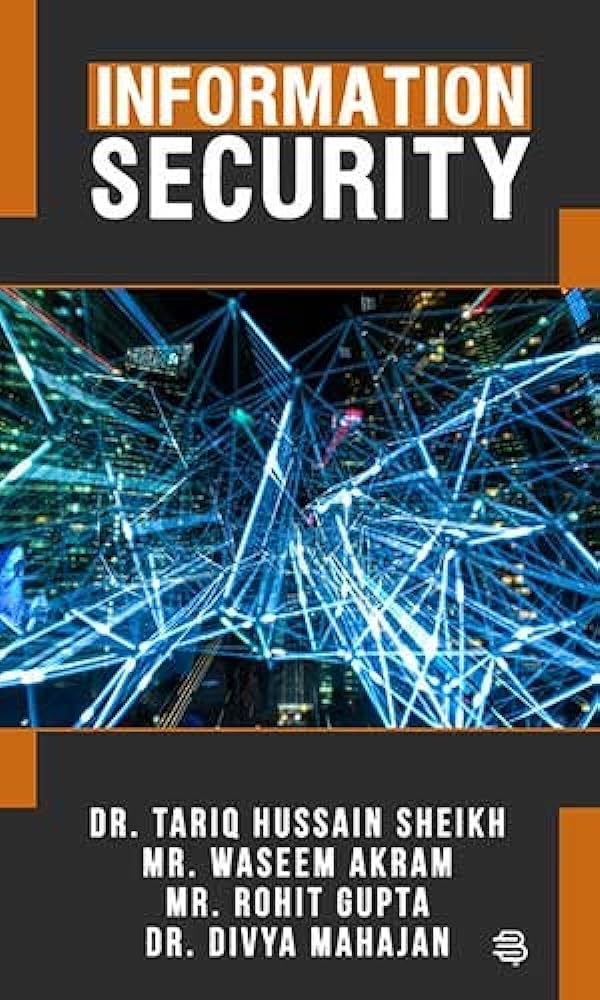 INFORMATION
SECURITY
DR. TARIQ HUSSAIN SHEIKH
MR. WASEEM AKRAM
MR. ROHIT GUPTA
DR. DIVYA MAHAJAN